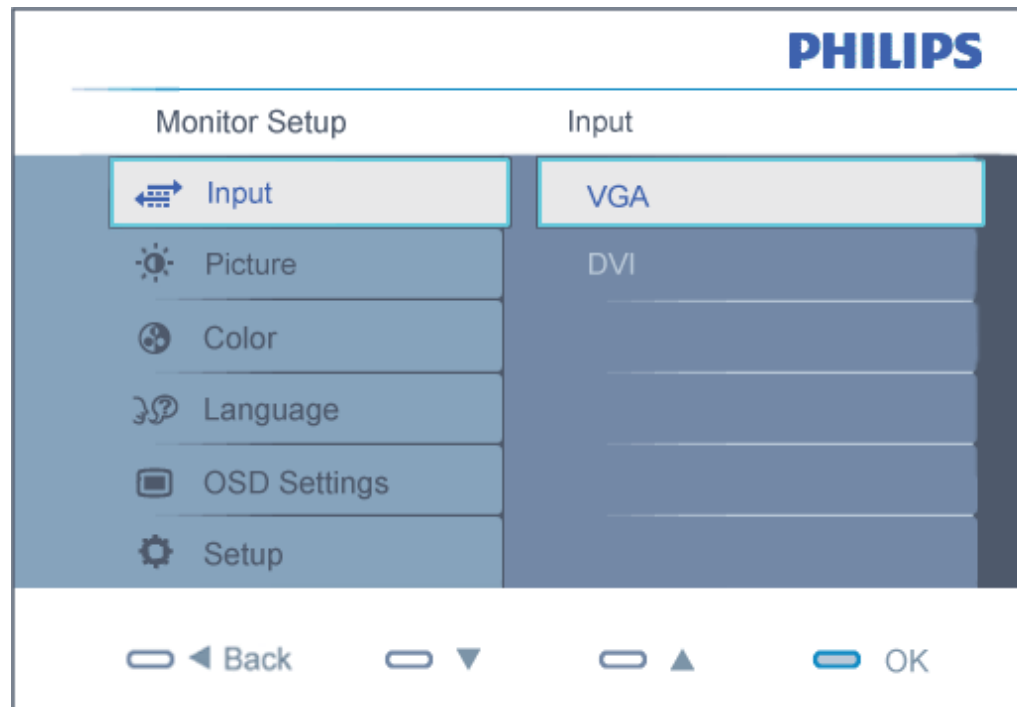 PHILIPS
Monitor Setup Input
Input VGA
Picture DVI
Color
Language
OSD Settings
Setup
Back OK